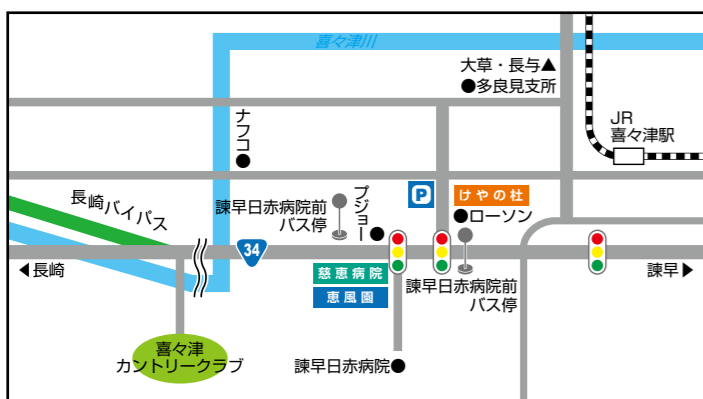 喜々津川
大草・長与▲
●多良見支所
JR
喜々津駅
ナフコ●
長崎バイパス
諫早日赤病院前
バス停
プジョー●
P
けやの杜
●ローソン
34
◀長崎
慈恵病院
恵風園
諫早日赤病院前
バス停
諫早▶
喜々津
カントリークラブ
諫早日赤病院●